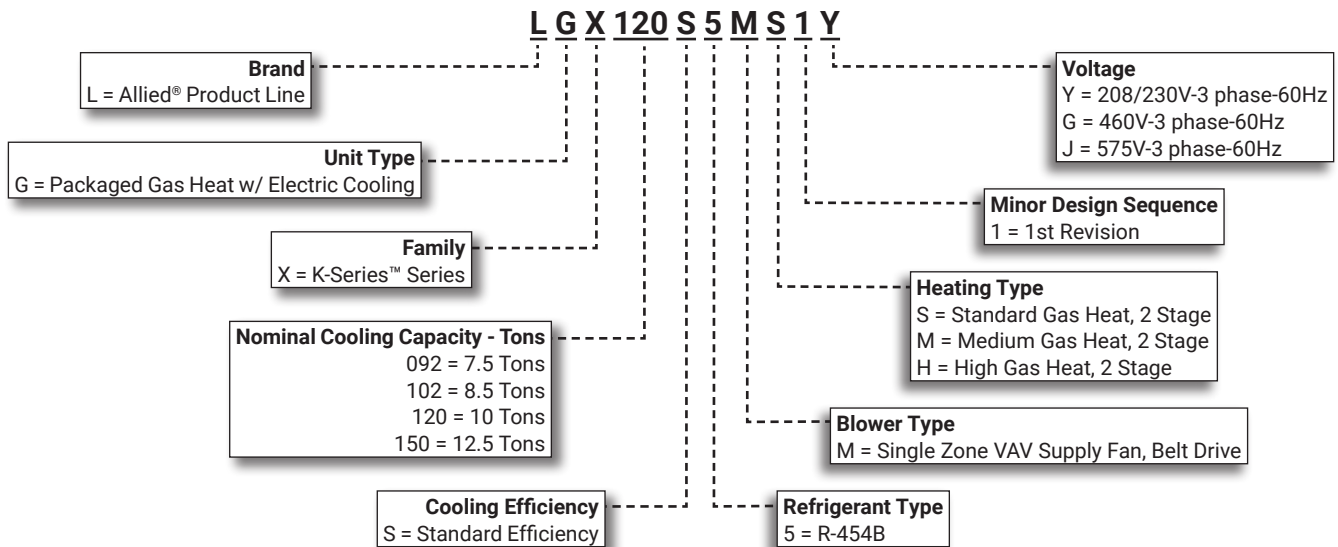 L G X 120 S 5 M S 1 Y
Brand
L = Allied® Product Line
Voltage
Y = 208/230V-3 phase-60Hz
G = 460V-3 phase-60Hz
J = 575V-3 phase-60Hz
Unit Type
G = Packaged Gas Heat w/ Electric Cooling
Minor Design Sequence
1 = 1st Revision
Family
X = K-Series™ Series
Heating Type
S = Standard Gas Heat, 2 Stage
M = Medium Gas Heat, 2 Stage
H = High Gas Heat, 2 Stage
Nominal Cooling Capacity - Tons
092 = 7.5 Tons
102 = 8.5 Tons
120 = 10 Tons
150 = 12.5 Tons
Blower Type
M = Single Zone VAV Supply Fan, Belt Drive
Cooling Efficiency
S = Standard Efficiency
Refrigerant Type
5 = R-454B